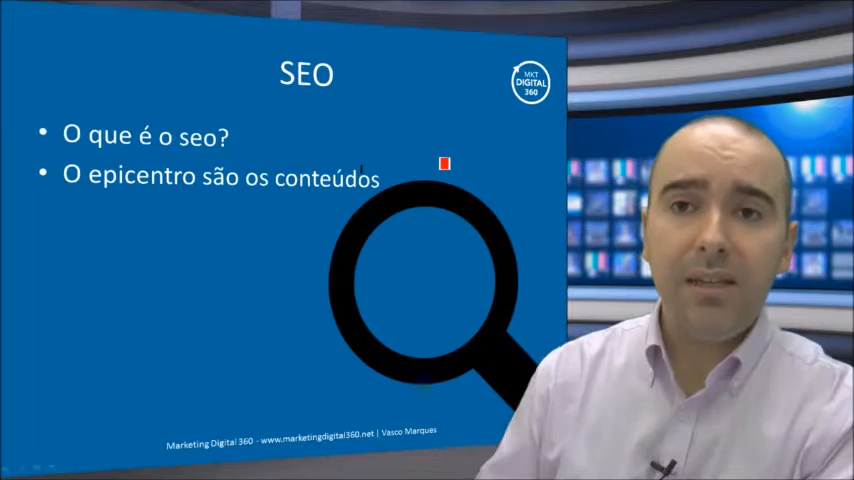 SEO
MKT
DIGITAL
360
• O que é o seo?
• O epicentro são os conteúdos
Marketing Digital 360 - www.marketingdigital360.net | Vasco Marques